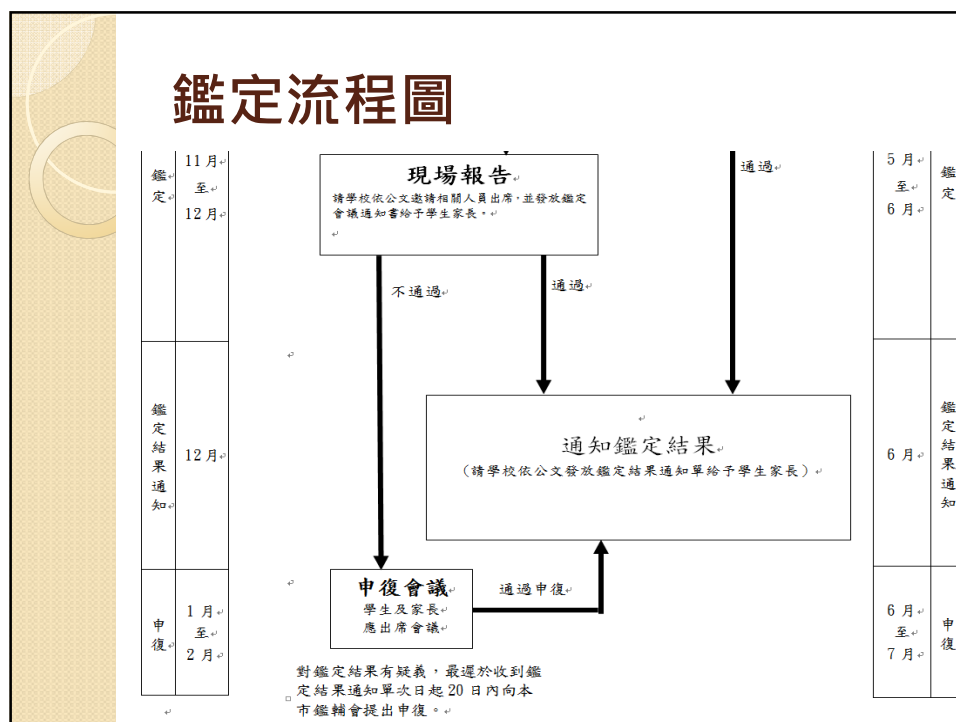 鑑定流程圖
鑑
定
11 月
至
12 月
現場報告
請學校依公文邀請相關人員出席，並發放鑑定
會議通知書給予學生家長。
通過
5 月
至
6 月
鑑
定
不通過
通過
鑑
定
結
果
通
知
12 月
通知鑑定結果
（請學校依公文發放鑑定結果通知單給予學生家長）
6 月
鑑
定
結
果
通
知
申
復
1 月
至
2 月
申復會議
學生及家長
應出席會議
通過申復
6 月
至
7 月
申
復
對鑑定結果有疑義，最遲於收到鑑
定結果通知單次日起 20 日內向本
市鑑輔會提出申復。